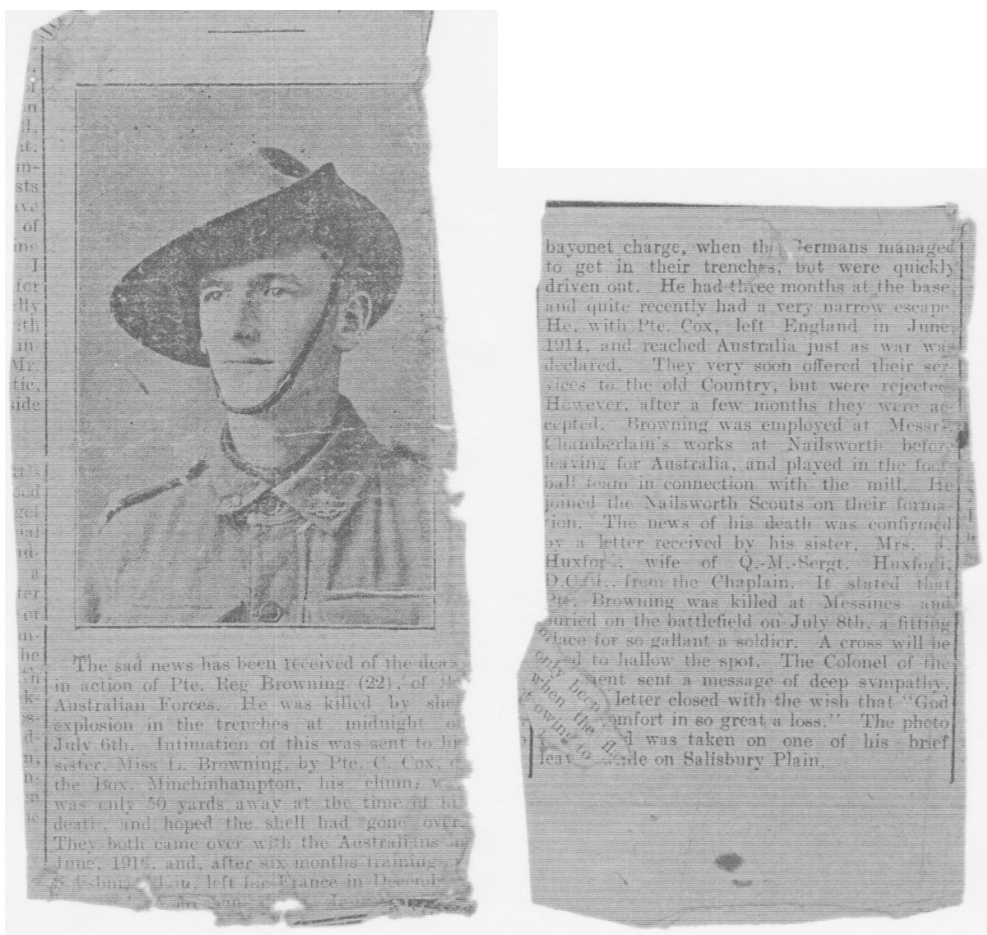 The sad news has been received of the
in action of Pte. Reg Browning (22), of
Australian Forces. He was killed by
explosion in the trenches at midnight
July 6th. Intimation of this was sent to
sister, Miss L. Browning, by Pte. C. Cox,
the Box, Minchinhampton, his chum,
was only 50 yards away at the time of
death, and hoped the shell had gone over.
They both came over with the Australians
June, and, after six months training
left for France in
bayonet charge, when Germans managed
to get in their trenches, but were quickly
driven out. He had three months at the base,
and quite recently had a very narrow escape
He, with Pte. Cox, left England in June,
1914, and reached Australia just as war was
declared. They very soon offered their ser-
vices to the old Country, but were rejected
However, after a few months they were ac-
cepted. Browning was employed at Messrs.
Chamberlain's works at Nailsworth before
leaving for Australia, and played in the foot-
ball team in connection with the mill. He
joined the Nailsworth Scouts on their forma-
tion. The news of his death was confirmed
by a letter received by his sister, Mrs.
wife of Q.-M.-Sergt. Huxford,
from the Chaplain. It stated that
Pte. Browning was killed at Messines and
buried on the battlefield on July 8th, a fitting
place for so gallant a soldier. A cross will be
to hallow the spot. The Colonel of the
sent a message of deep sympathy,
letter closed with the wish that "God
in so great a loss." The photo
was taken on one of his brief
on Salisbury Plain.
only been
when the
owing to